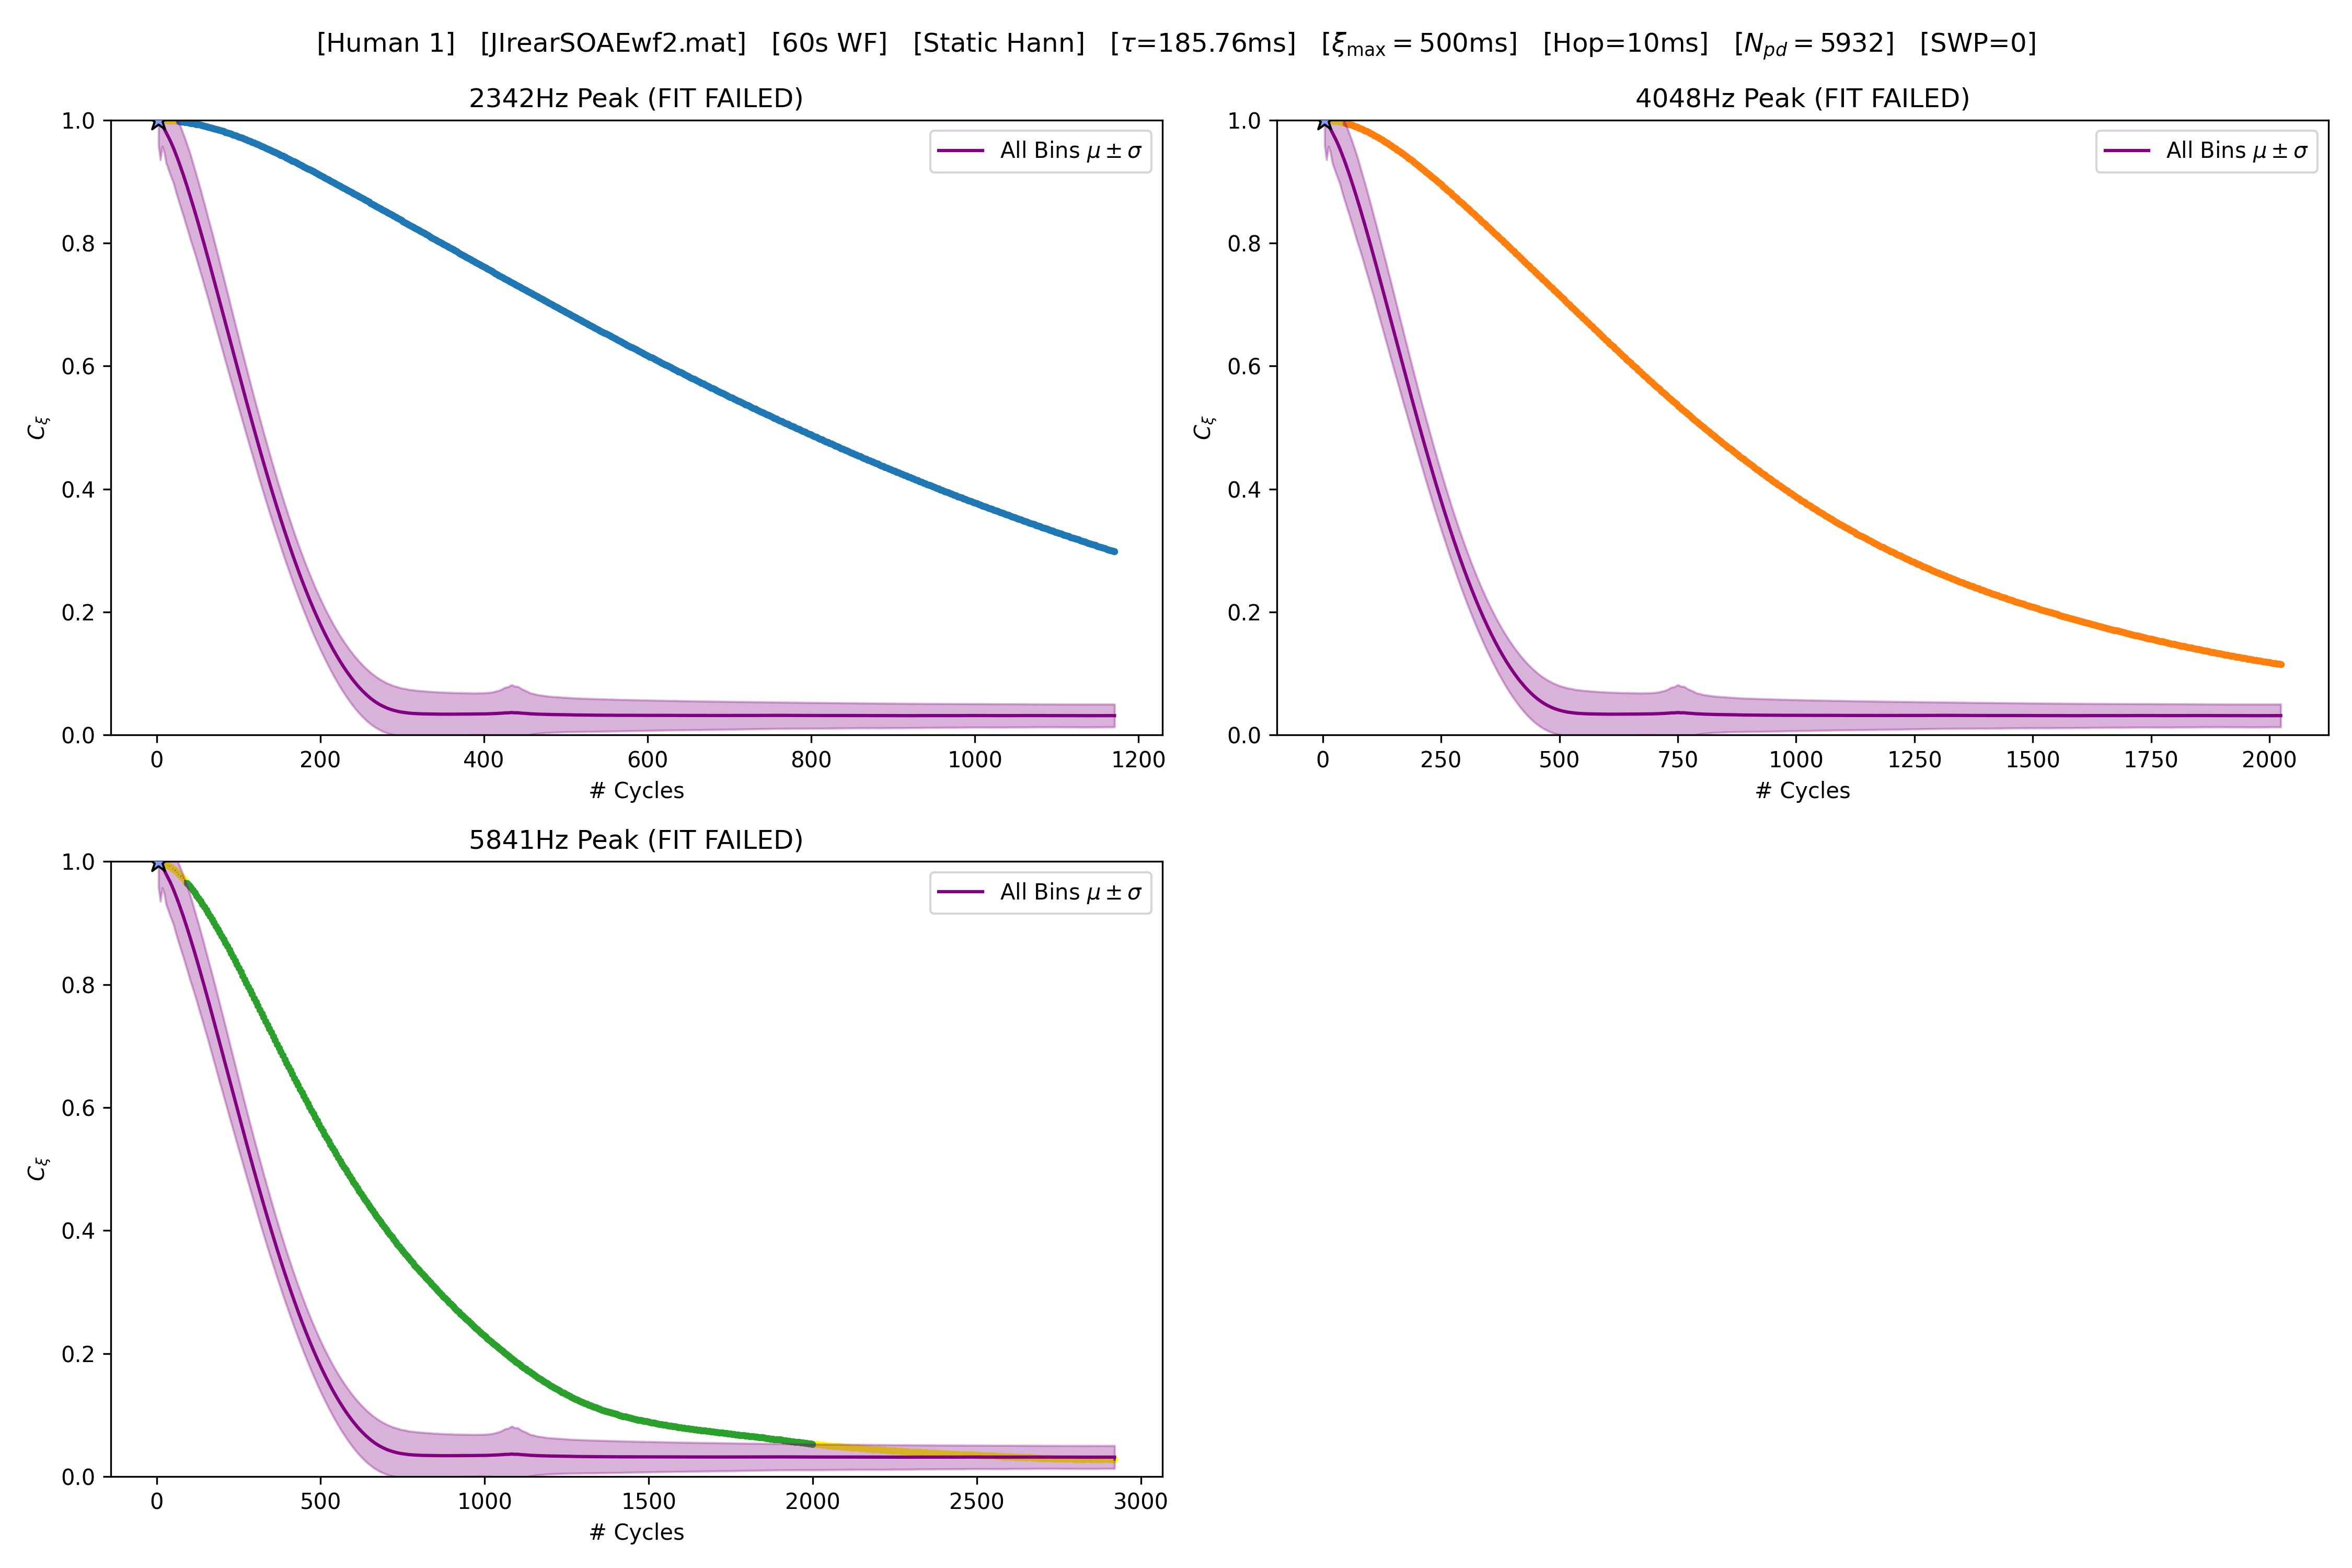 [Human 1] [JIrearSOAEwf2.mat] [60s WF] [Static Hann] [τ=185.76ms] [ξmax = 500ms] [Hop=10ms] [Npd = 5932] [SWP=0]
2342Hz Peak (FIT FAILED)
1.0
0.8
0.6
0.4
0.2
0.0
Cξ
All Bins μ ± σ
0 200 400 600 800 1000 1200
# Cycles
4048Hz Peak (FIT FAILED)
1.0
0.8
0.6
0.4
0.2
0.0
Cξ
All Bins μ ± σ
0 250 500 750 1000 1250 1500 1750 2000
# Cycles
5841Hz Peak (FIT FAILED)
1.0
0.8
0.6
0.4
0.2
0.0
Cξ
All Bins μ ± σ
0 500 1000 1500 2000 2500 3000
# Cycles